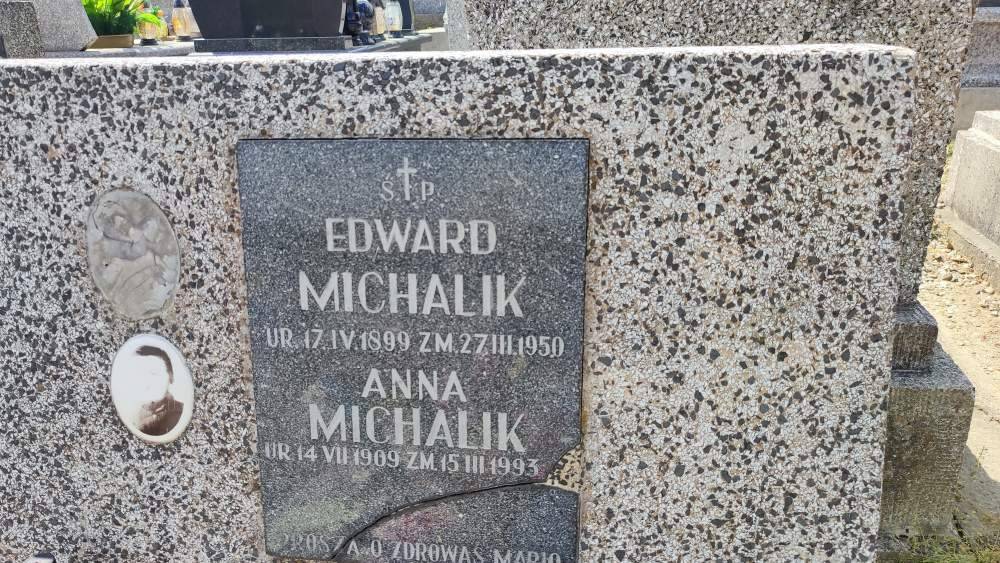 Ś P.
EDWARD
MICHALIK
UR. 17.IV.1899 ZM.27.III.1950
ANNA
MICHALIK
UR. 14 VII 1909 ZM.15 III 1993
PROSZĄ O ZDROWAŚ MARIO